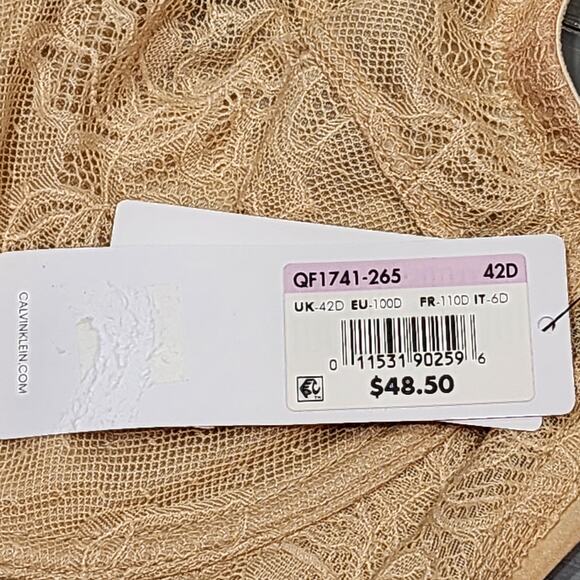 CALVINKLEIN.COM
QF1741-265 42D
UK-42D EU-100D FR-110D IT-6D
0 11531 90259 6
$48.50